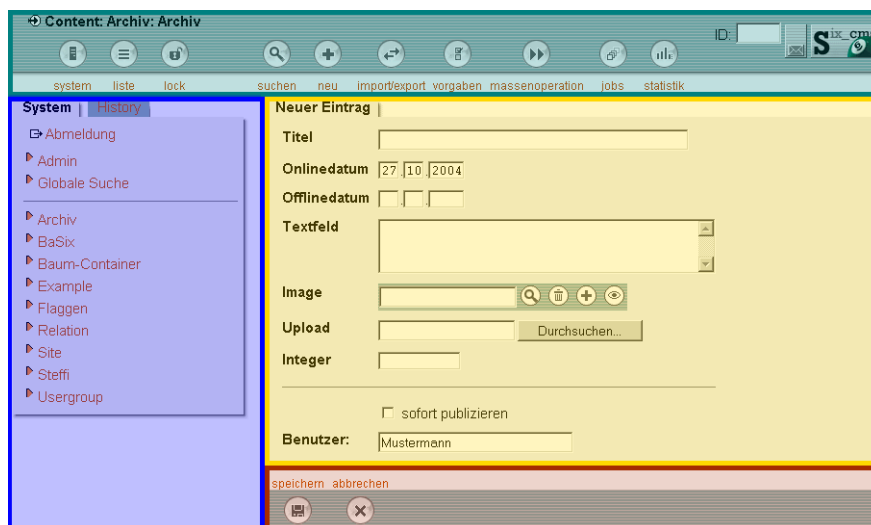 Content: Archiv: Archiv
ID:
Six_cms
system liste lock suchen neu import/export vorgaben massenoperation jobs statistik
System History
Abmeldung
Admin
Globale Suche
Archiv
BaSix
Baum-Container
Example
Flaggen
Relation
Site
Steffi
Usergroup
Neuer Eintrag
Titel
Onlinedatum 27.10.2004
Offlinedatum . .
Textfeld
Image
Upload Durchsuchen...
Integer
sofort publizieren
Benutzer: Mustermann
speichern abbrechen